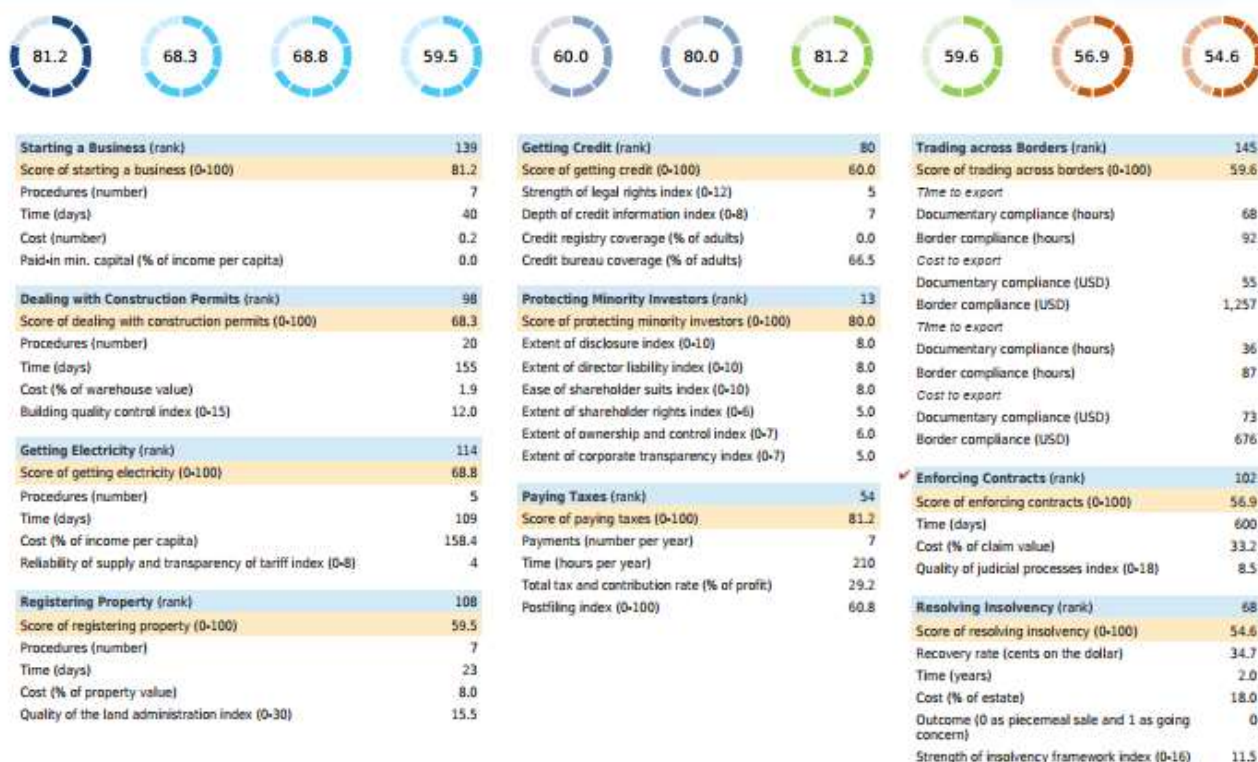 81.2 68.3 68.8 59.5 60.0 80.0 81.2 59.6 56.9 54.6
Starting a Business (rank) 139
Score of starting a business (0-100) 81.2
Procedures (number) 7
Time (days) 40
Cost (number) 0.2
Paid-in min. capital (% of income per capita) 0.0
Dealing with Construction Permits (rank) 98
Score of dealing with construction permits (0-100) 68.3
Procedures (number) 20
Time (days) 155
Cost (% of warehouse value) 1.9
Building quality control index (0-15) 12.0
Getting Electricity (rank) 114
Score of getting electricity (0-100) 68.8
Procedures (number) 5
Time (days) 109
Cost (% of income per capita) 158.4
Reliability of supply and transparency of tariff index (0-8) 4
Registering Property (rank) 108
Score of registering property (0-100) 59.5
Procedures (number) 7
Time (days) 23
Cost (% of property value) 8.0
Quality of the land administration index (0-30) 15.5
Getting Credit (rank) 80
Score of getting credit (0-100) 60.0
Strength of legal rights index (0-12) 5
Depth of credit information index (0-8) 7
Credit registry coverage (% of adults) 0.0
Credit bureau coverage (% of adults) 66.5
Protecting Minority Investors (rank) 13
Score of protecting minority investors (0-100) 80.0
Extent of disclosure index (0-10) 8.0
Extent of director liability index (0-10) 8.0
Ease of shareholder suits index (0-10) 8.0
Extent of shareholder rights index (0-6) 5.0
Extent of ownership and control index (0-7) 6.0
Extent of corporate transparency index (0-7) 5.0
Paying Taxes (rank) 54
Score of paying taxes (0-100) 81.2
Payments (number per year) 7
Time (hours per year) 210
Total tax and contribution rate (% of profit) 29.2
Postfiling index (0-100) 60.8
Trading across Borders (rank) 145
Score of trading across borders (0-100) 59.6
TIme to export
Documentary compliance (hours) 68
Border compliance (hours) 92
Cost to export
Documentary compliance (USD) 55
Border compliance (USD) 1,257
TIme to export
Documentary compliance (hours) 36
Border compliance (hours) 87
Cost to export
Documentary compliance (USD) 73
Border compliance (USD) 676
✔ Enforcing Contracts (rank) 102
Score of enforcing contracts (0-100) 56.9
Time (days) 600
Cost (% of claim value) 33.2
Quality of judicial processes index (0-18) 8.5
Resolving Insolvency (rank) 68
Score of resolving insolvency (0-100) 54.6
Recovery rate (cents on the dollar) 34.7
Time (years) 2.0
Cost (% of estate) 18.0
Outcome (0 as piecemeal sale and 1 as going 0
concern)
Strength of insolvency framework index (0-16) 11.5